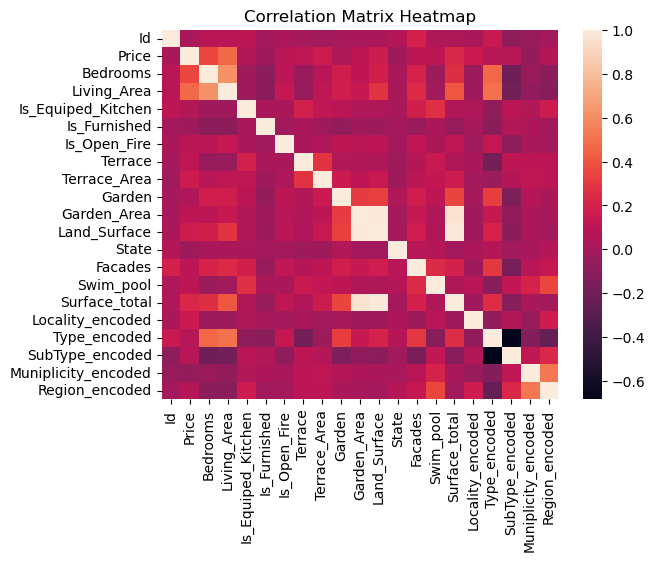 Correlation Matrix Heatmap
Id
Price
Bedrooms
Living_Area
Is_Equiped_Kitchen
Is_Furnished
Is_Open_Fire
Terrace
Terrace_Area
Garden
Garden_Area
Land_Surface
State
Facades
Swim_pool
Surface_total
Locality_encoded
Type_encoded
SubType_encoded
Muniplicity_encoded
Region_encoded
Id
Price
Bedrooms
Living_Area
Is_Equiped_Kitchen
Is_Furnished
Is_Open_Fire
Terrace
Terrace_Area
Garden
Garden_Area
Land_Surface
State
Facades
Swim_pool
Surface_total
Locality_encoded
Type_encoded
SubType_encoded
Muniplicity_encoded
Region_encoded
1.0
0.8
0.6
0.4
0.2
0.0
−0.2
−0.4
−0.6